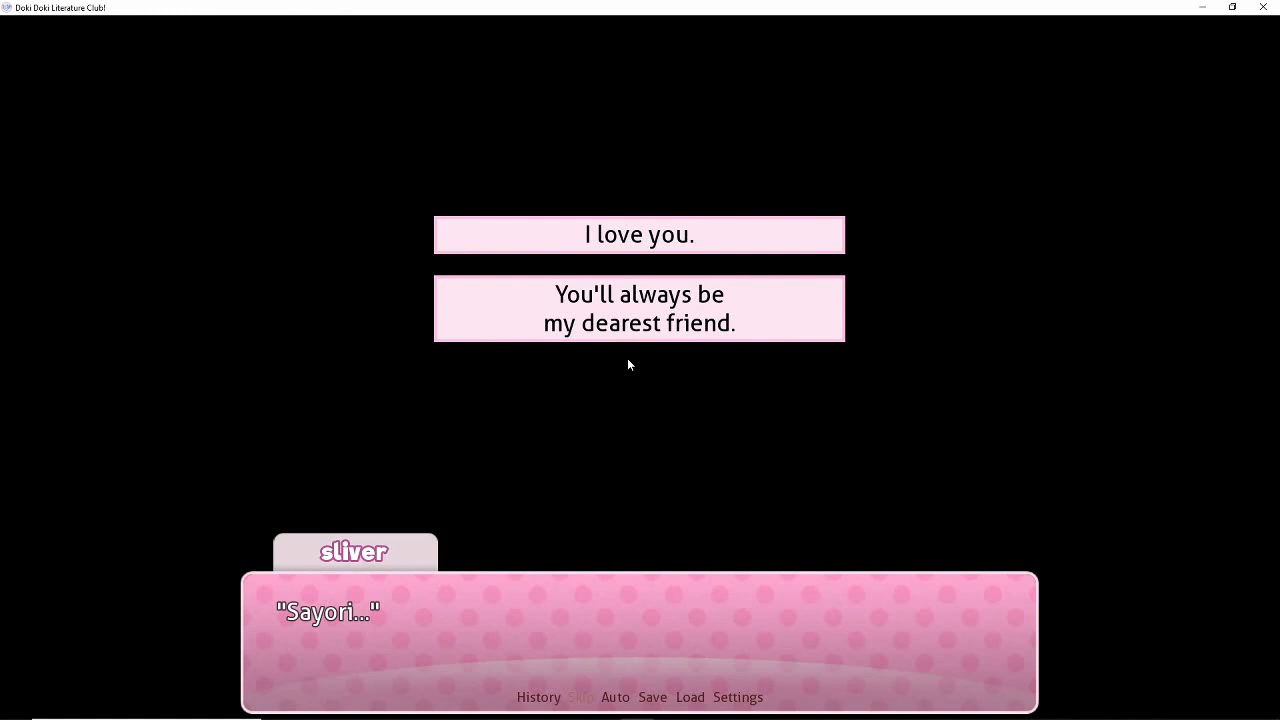 Doki Doki Literature Club!
I love you.
You'll always be
my dearest friend.
sliver
"Sayori..."
History Skip Auto Save Load Settings